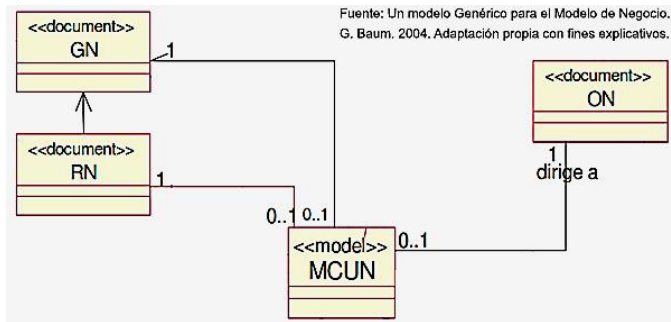 Fuente: Un modelo Genérico para el Modelo de Negocio.
G. Baum. 2004. Adaptación propia con fines explicativos.
<<document>>
GN
1
<<document>>
ON
1
dirige a
<<document>>
RN
1
0..1
0..1
<<model>>
MCUN
0..1